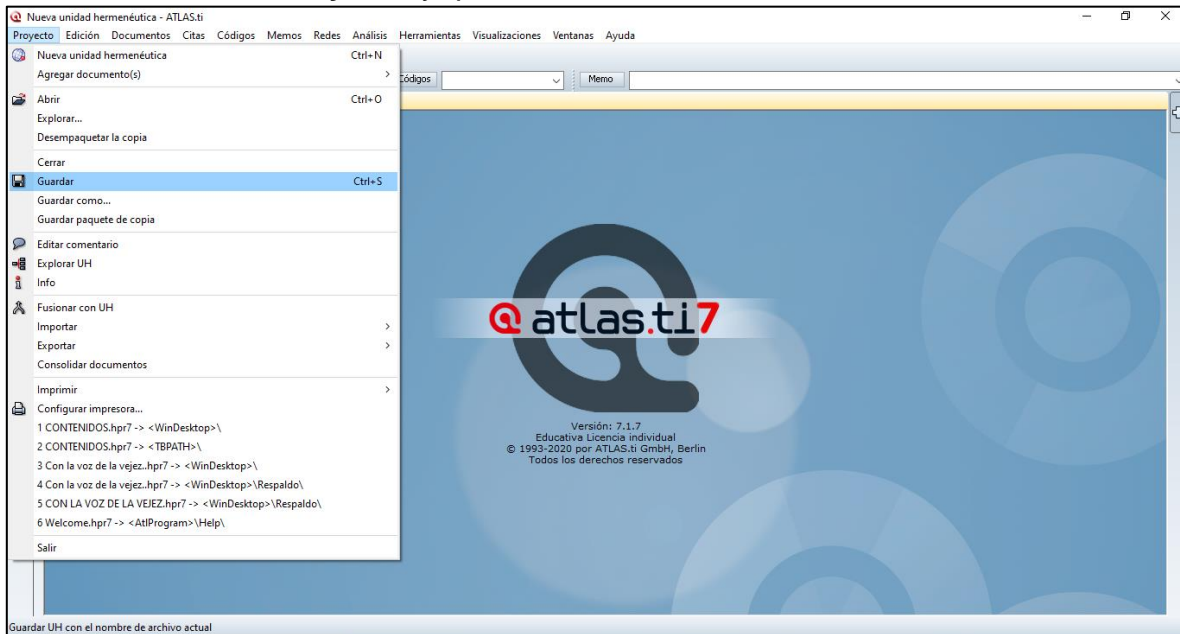 Nueva unidad hermenéutica - ATLAS.ti
Proyecto Edición Documentos Citas Códigos Memos Redes Análisis Herramientas Visualizaciones Ventanas Ayuda
Nueva unidad hermenéutica Ctrl+N
Agregar documento(s)
Códigos Memo
Abrir Ctrl+O
Explorar...
Desempaquetar la copia
Cerrar
Guardar Ctrl+S
Guardar como...
Guardar paquete de copia
Editar comentario
Explorar UH
Info
Fusionar con UH
Importar
Exportar
Consolidar documentos
Imprimir
Configurar impresora...
1 CONTENIDOS.hpr7 -> <WinDesktop>\
2 CONTENIDOS.hpr7 -> <TBPATH>\
3 Con la voz de la vejez..hpr7 -> <WinDesktop>\
4 Con la voz de la vejez..hpr7 -> <WinDesktop>\Respaldo\
5 CON LA VOZ DE LA VEJEZ.hpr7 -> <WinDesktop>\Respaldo\
6 Welcome.hpr7 -> <AtlProgram>\Help\
Salir
atlas.ti7
Versión: 7.1.7
Educativa Licencia individual
© 1993-2020 por ATLAS.ti GmbH, Berlin
Todos los derechos reservados
Guardar UH con el nombre de archivo actual